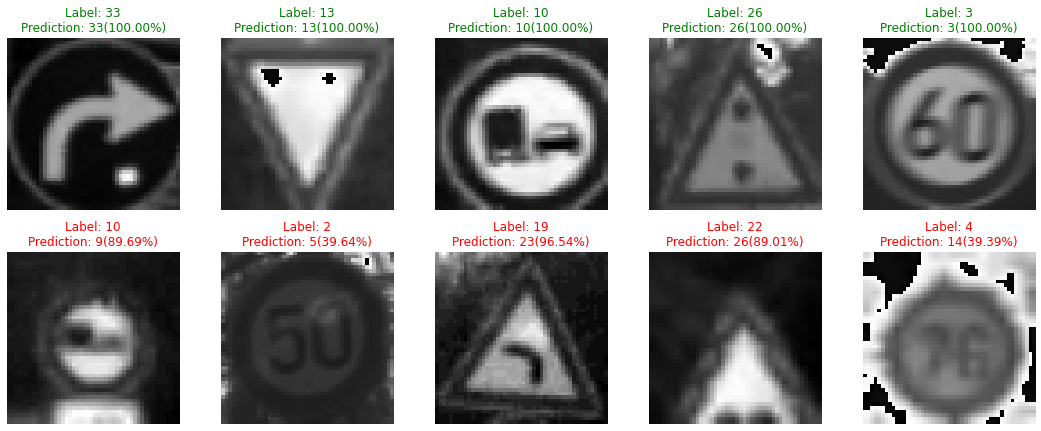 Label: 33
Prediction: 33(100.00%)
Label: 13
Prediction: 13(100.00%)
Label: 10
Prediction: 10(100.00%)
Label: 26
Prediction: 26(100.00%)
Label: 3
Prediction: 3(100.00%)
60
Label: 10
Prediction: 9(89.69%)
Label: 2
Prediction: 5(39.64%)
Label: 19
Prediction: 23(96.54%)
Label: 22
Prediction: 26(89.01%)
Label: 4
Prediction: 14(39.39%)
50